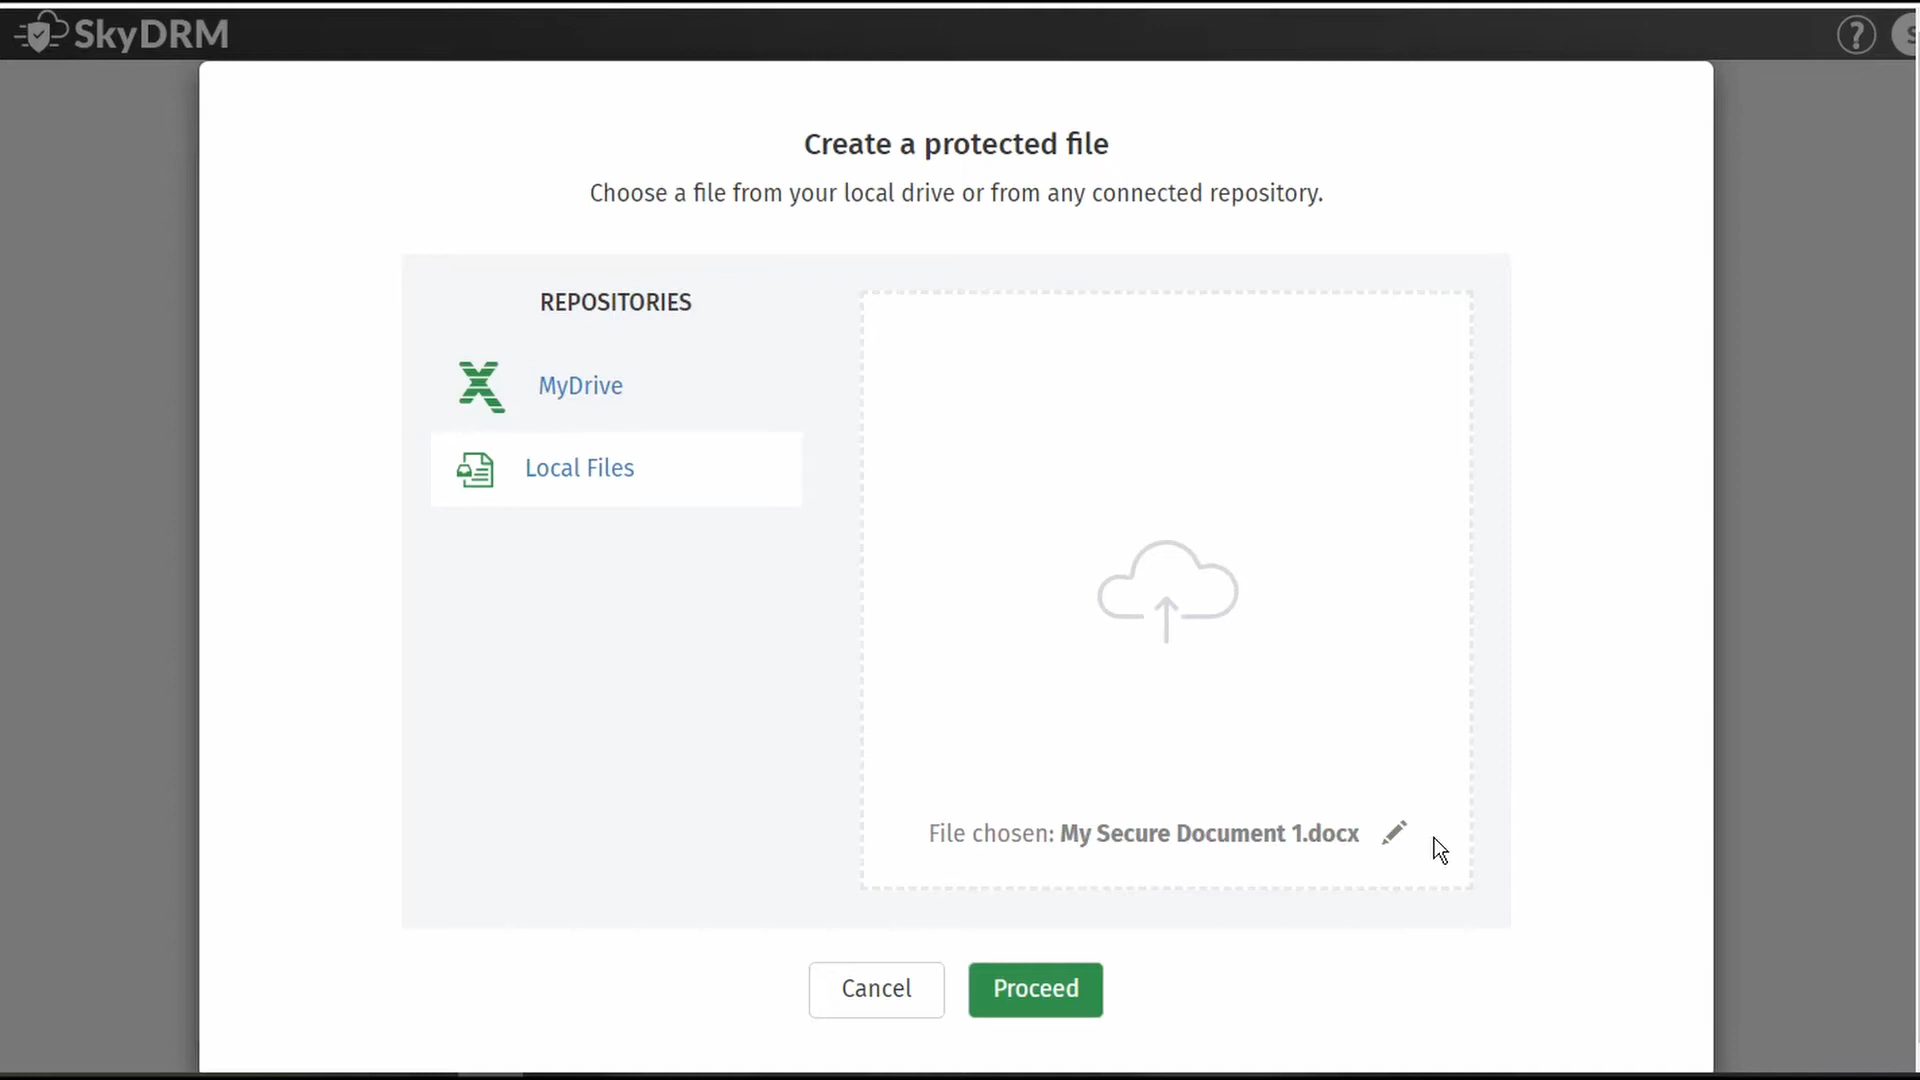 SkyDRM
?
S
Create a protected file
Choose a file from your local drive or from any connected repository.
REPOSITORIES
MyDrive
Local Files
File chosen: My Secure Document 1.docx
Cancel
Proceed